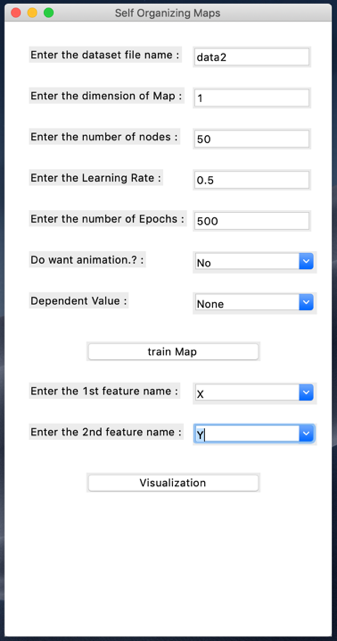 Self Organizing Maps
Enter the dataset file name : data2
Enter the dimension of Map : 1
Enter the number of nodes : 50
Enter the Learning Rate : 0.5
Enter the number of Epochs : 500
Do want animation.? : No
Dependent Value : None
train Map
Enter the 1st feature name : X
Enter the 2nd feature name : Y
Visualization